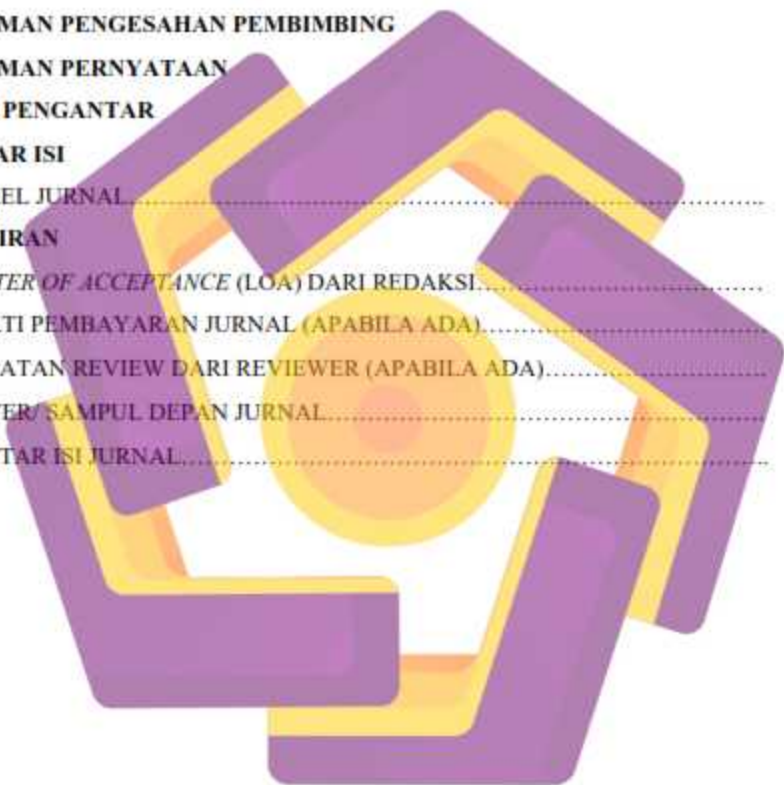 MAN PENGESAHAN PEMBIMBING
MAN PERNYATAAN
PENGANTAR
AR ISI
EL JURNAL.................................................................................
IRAN
TER OF ACCEPTANCE (LOA) DARI REDAKSI....................................
TI PEMBAYARAN JURNAL (APABILA ADA)....................................
ATAN REVIEW DARI REVIEWER (APABILA ADA)............................
ER/ SAMPUL DEPAN JURNAL........................................................
TAR ISI JURNAL...........................................................................